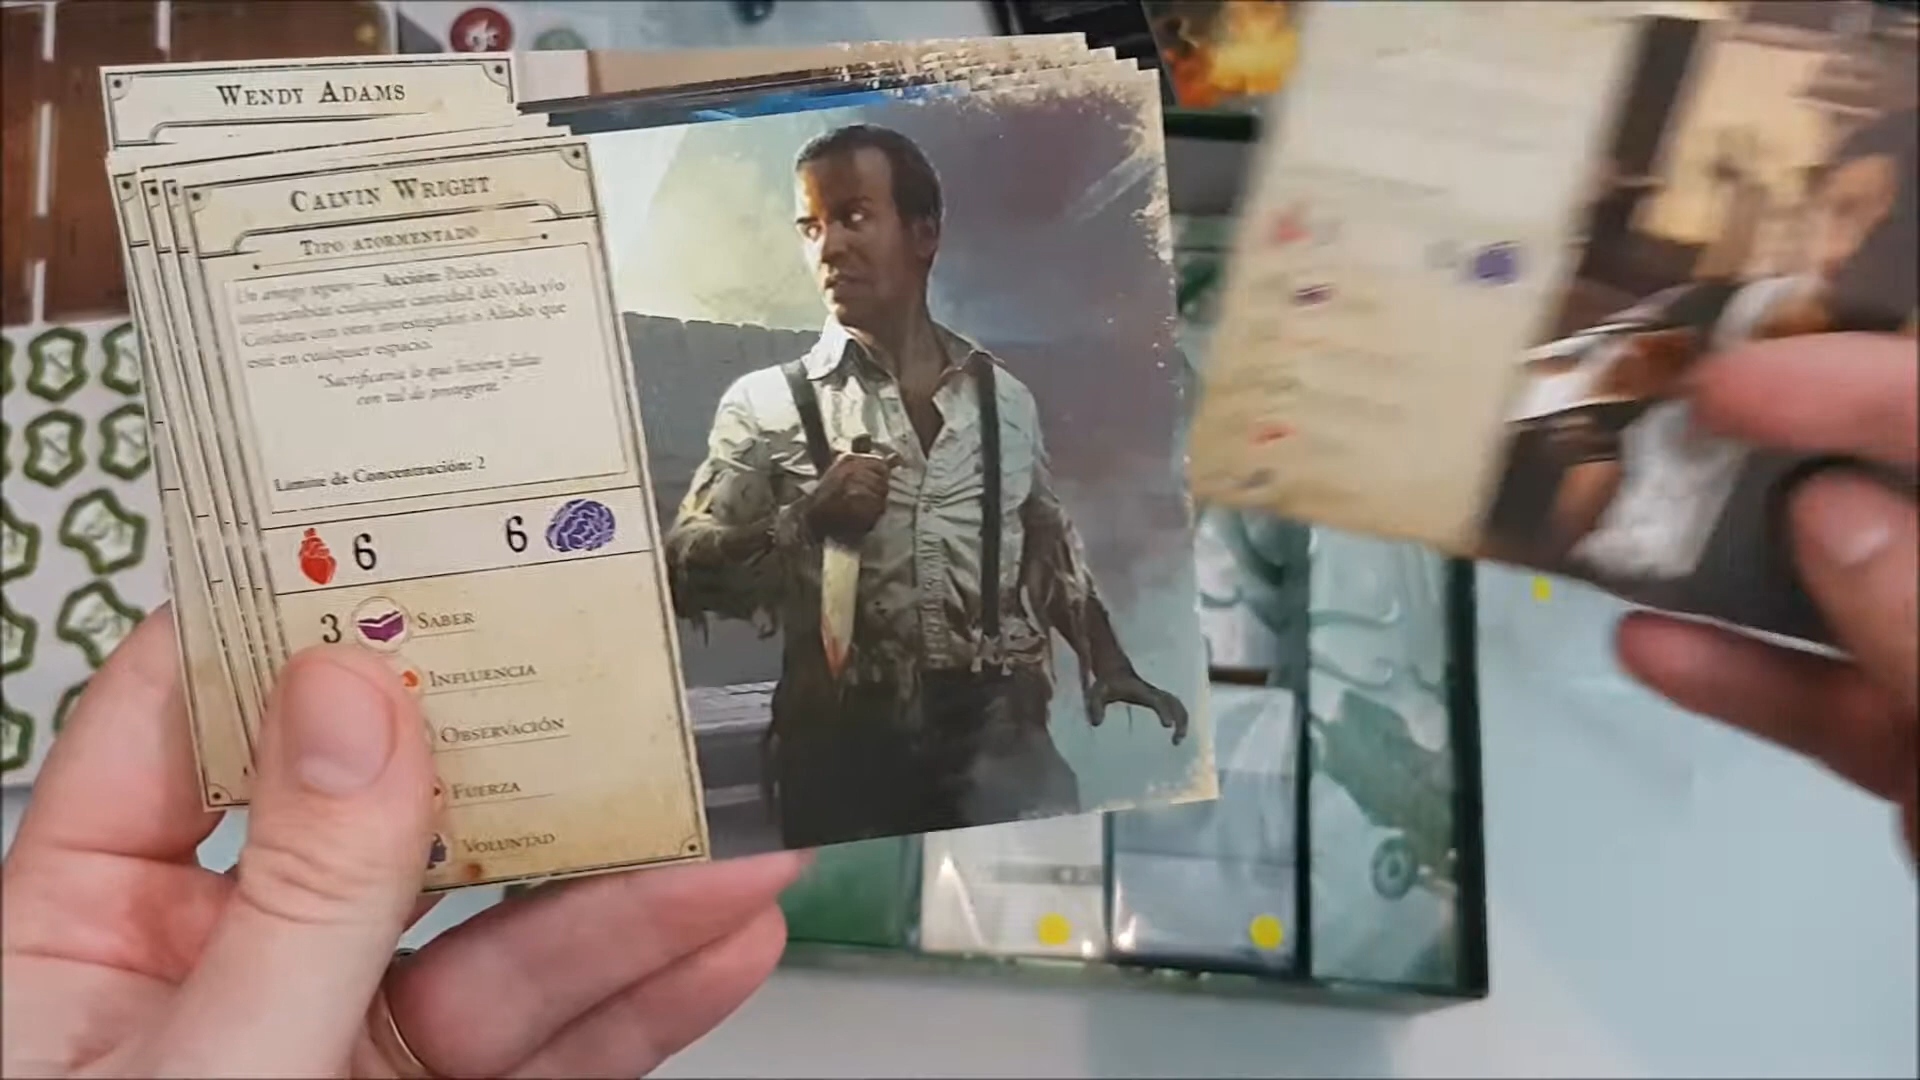 WENDY ADAMS
CALVIN WRIGHT
TIPO ATORMENTADO
Un amigo seguro — Acción: Puedes
intercambiar cualquier cantidad de Vida y/o
Cordura con otro investigador o Aliado que
esté en cualquier espacio.
"Sacrificaría lo que hiciera falta
con tal de protegerte."
Límite de Concentración: 2
6 6
3 SABER
INFLUENCIA
OBSERVACIÓN
FUERZA
VOLUNTAD